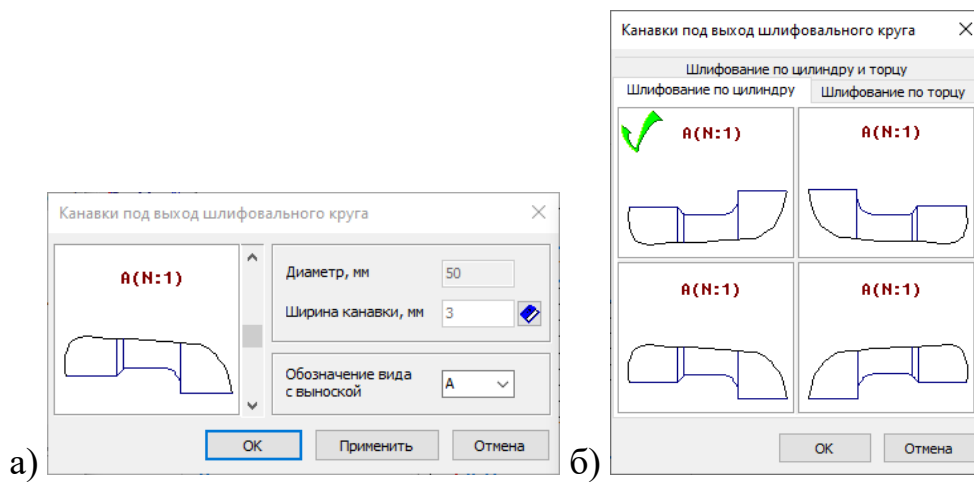 Канавки под выход шлифовального круга
A(N:1)
Диаметр, мм
50
Ширина канавки, мм
3
Обозначение вида
с выноской
A
ОК
Применить
Отмена
а)
Канавки под выход шлифовального круга
Шлифование по цилиндру и торцу
Шлифование по цилиндру
Шлифование по торцу
A(N:1)
A(N:1)
A(N:1)
A(N:1)
ОК
Отмена
б)